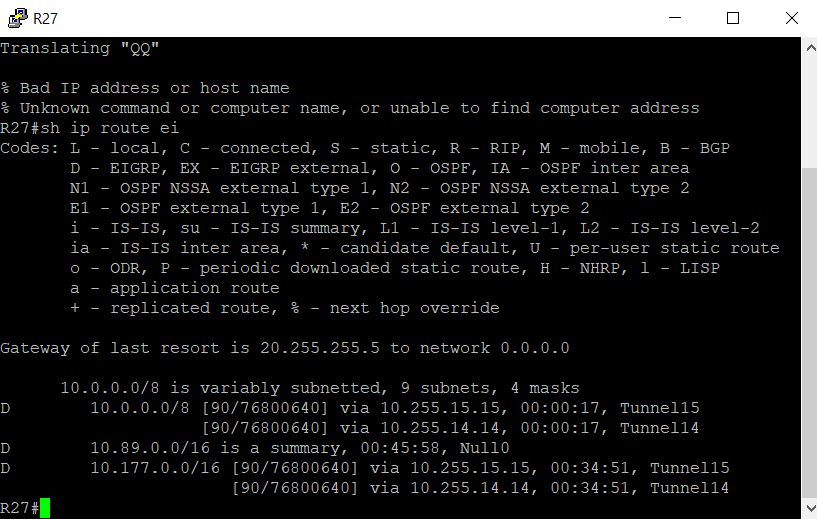 R27
Translating "QQ"
% Bad IP address or host name
% Unknown command or computer name, or unable to find computer address
R27#sh ip route ei
Codes: L - local, C - connected, S - static, R - RIP, M - mobile, B - BGP
D - EIGRP, EX - EIGRP external, O - OSPF, IA - OSPF inter area
N1 - OSPF NSSA external type 1, N2 - OSPF NSSA external type 2
E1 - OSPF external type 1, E2 - OSPF external type 2
i - IS-IS, su - IS-IS summary, L1 - IS-IS level-1, L2 - IS-IS level-2
ia - IS-IS inter area, * - candidate default, U - per-user static route
o - ODR, P - periodic downloaded static route, H - NHRP, l - LISP
a - application route
+ - replicated route, % - next hop override
Gateway of last resort is 20.255.255.5 to network 0.0.0.0
10.0.0.0/8 is variably subnetted, 9 subnets, 4 masks
D 10.0.0.0/8 [90/76800640] via 10.255.15.15, 00:00:17, Tunnel15
[90/76800640] via 10.255.14.14, 00:00:17, Tunnel14
D 10.89.0.0/16 is a summary, 00:45:58, Null0
D 10.177.0.0/16 [90/76800640] via 10.255.15.15, 00:34:51, Tunnel15
[90/76800640] via 10.255.14.14, 00:34:51, Tunnel14
R27#